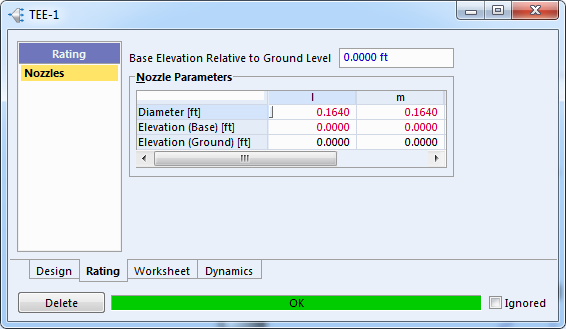 TEE-1
Rating
Nozzles
Base Elevation Relative to Ground Level 0.0000 ft
Nozzle Parameters
l m
Diameter [ft] 0.1640 0.1640
Elevation (Base) [ft] 0.0000 0.0000
Elevation (Ground) [ft] 0.0000 0.0000
Design Rating Worksheet Dynamics
Delete OK Ignored